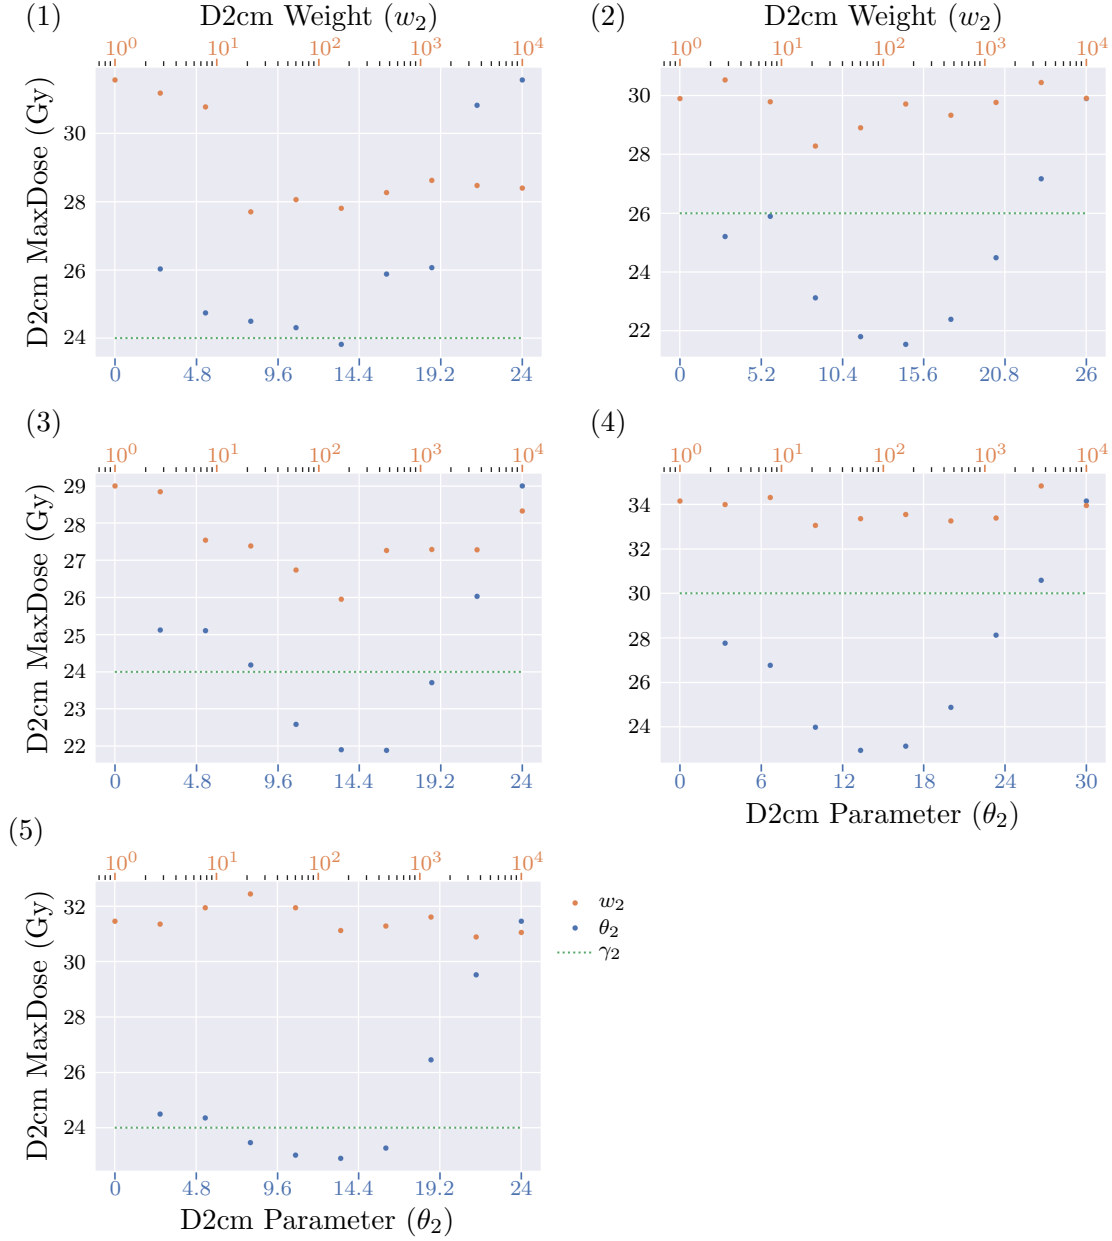 (1) D2cm Weight (w₂) (2) D2cm Weight (w₂)
10⁰ 10¹ 10² 10³ 10⁴ 10⁰ 10¹ 10² 10³ 10⁴
D2cm MaxDose (Gy)
30
28
26
24
0 4.8 9.6 14.4 19.2 24
30
28
26
24
22
0 5.2 10.4 15.6 20.8 26
(3) (4)
10⁰ 10¹ 10² 10³ 10⁴ 10⁰ 10¹ 10² 10³ 10⁴
D2cm MaxDose (Gy)
29
28
27
26
25
24
23
22
0 4.8 9.6 14.4 19.2 24
34
32
30
28
26
24
0 6 12 18 24 30
D2cm Parameter (θ₂)
(5)
10⁰ 10¹ 10² 10³ 10⁴
D2cm MaxDose (Gy)
32
30
28
26
24
0 4.8 9.6 14.4 19.2 24
D2cm Parameter (θ₂)
w₂
θ₂
γ₂